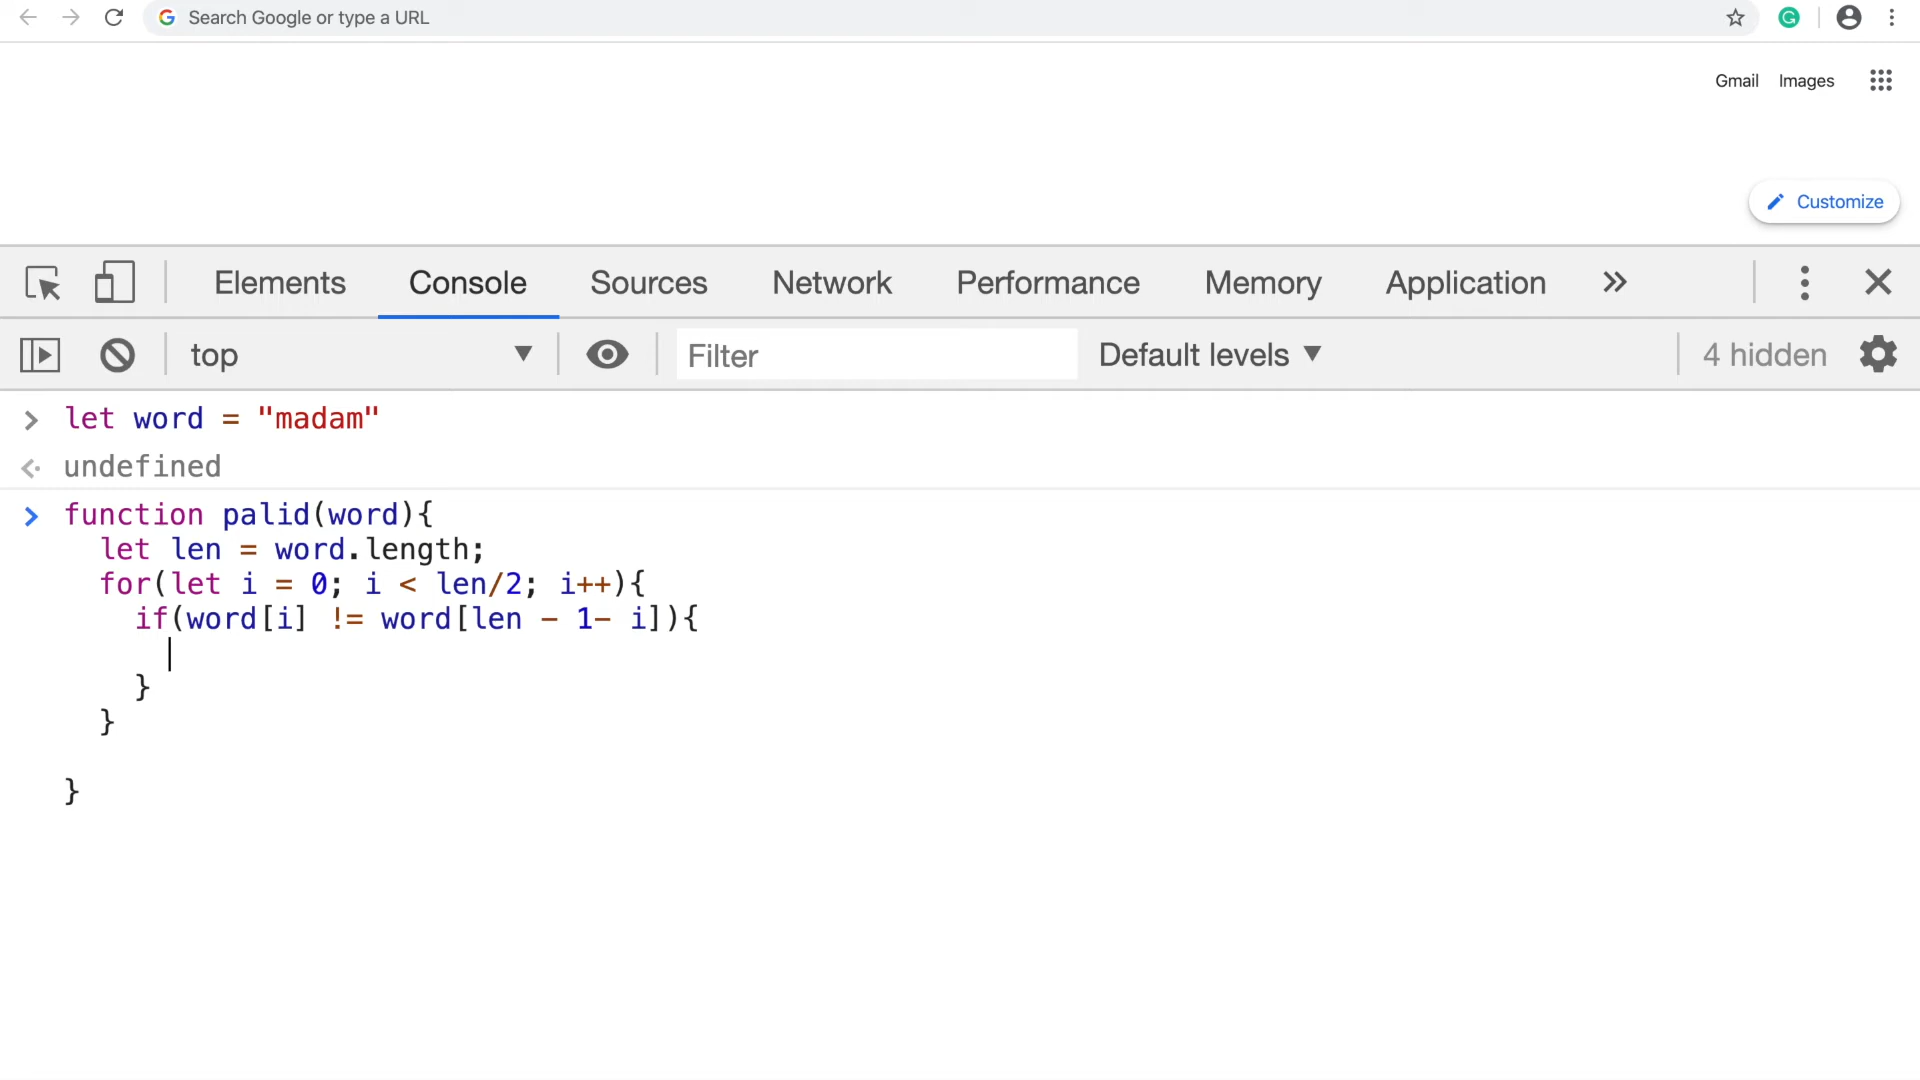 Search Google or type a URL
Gmail Images
Customize
Elements Console Sources Network Performance Memory Application
top Filter Default levels 4 hidden
let word = "madam"
undefined
function palid(word){
let len = word.length;
for(let i = 0; i < len/2; i++){
if(word[i] != word[len - 1- i]){
}
}
}